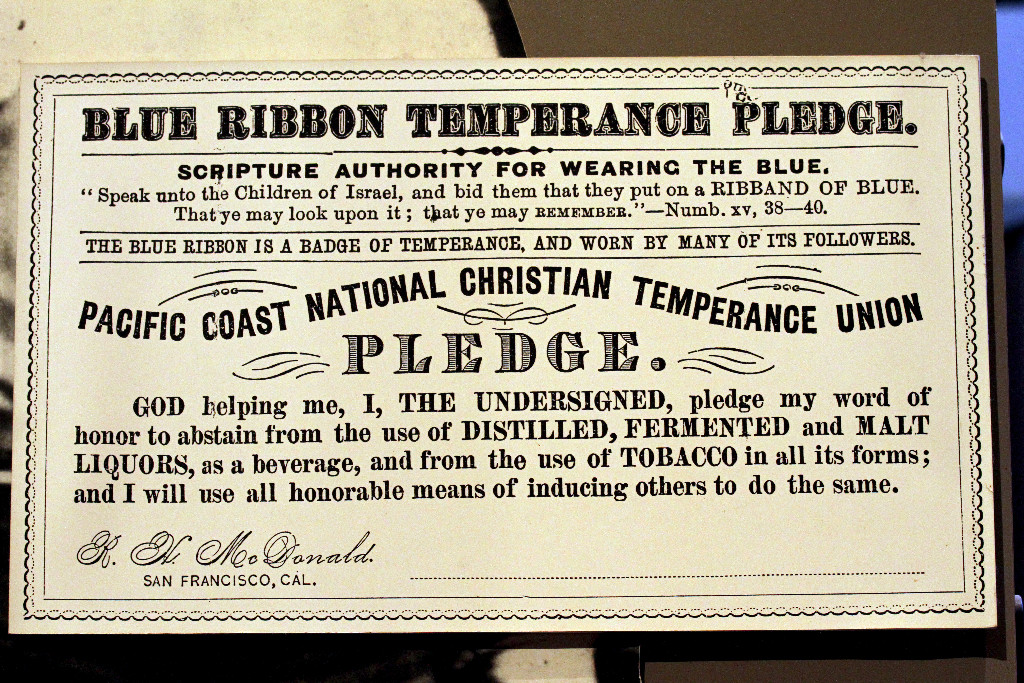 BLUE RIBBON TEMPERANCE PLEDGE.
SCRIPTURE AUTHORITY FOR WEARING THE BLUE.
“Speak unto the Children of Israel, and bid them that they put on a RIBBAND OF BLUE.
That ye may look upon it; that ye may REMEMBER.”—Numb. xv, 38—40.
THE BLUE RIBBON IS A BADGE OF TEMPERANCE, AND WORN BY MANY OF ITS FOLLOWERS.
PACIFIC COAST NATIONAL CHRISTIAN TEMPERANCE UNION
PLEDGE.
GOD helping me, I, THE UNDERSIGNED, pledge my word of
honor to abstain from the use of DISTILLED, FERMENTED and MALT
LIQUORS, as a beverage, and from the use of TOBACCO in all its forms;
and I will use all honorable means of inducing others to do the same.
R. H. McDonald.
SAN FRANCISCO, CAL.